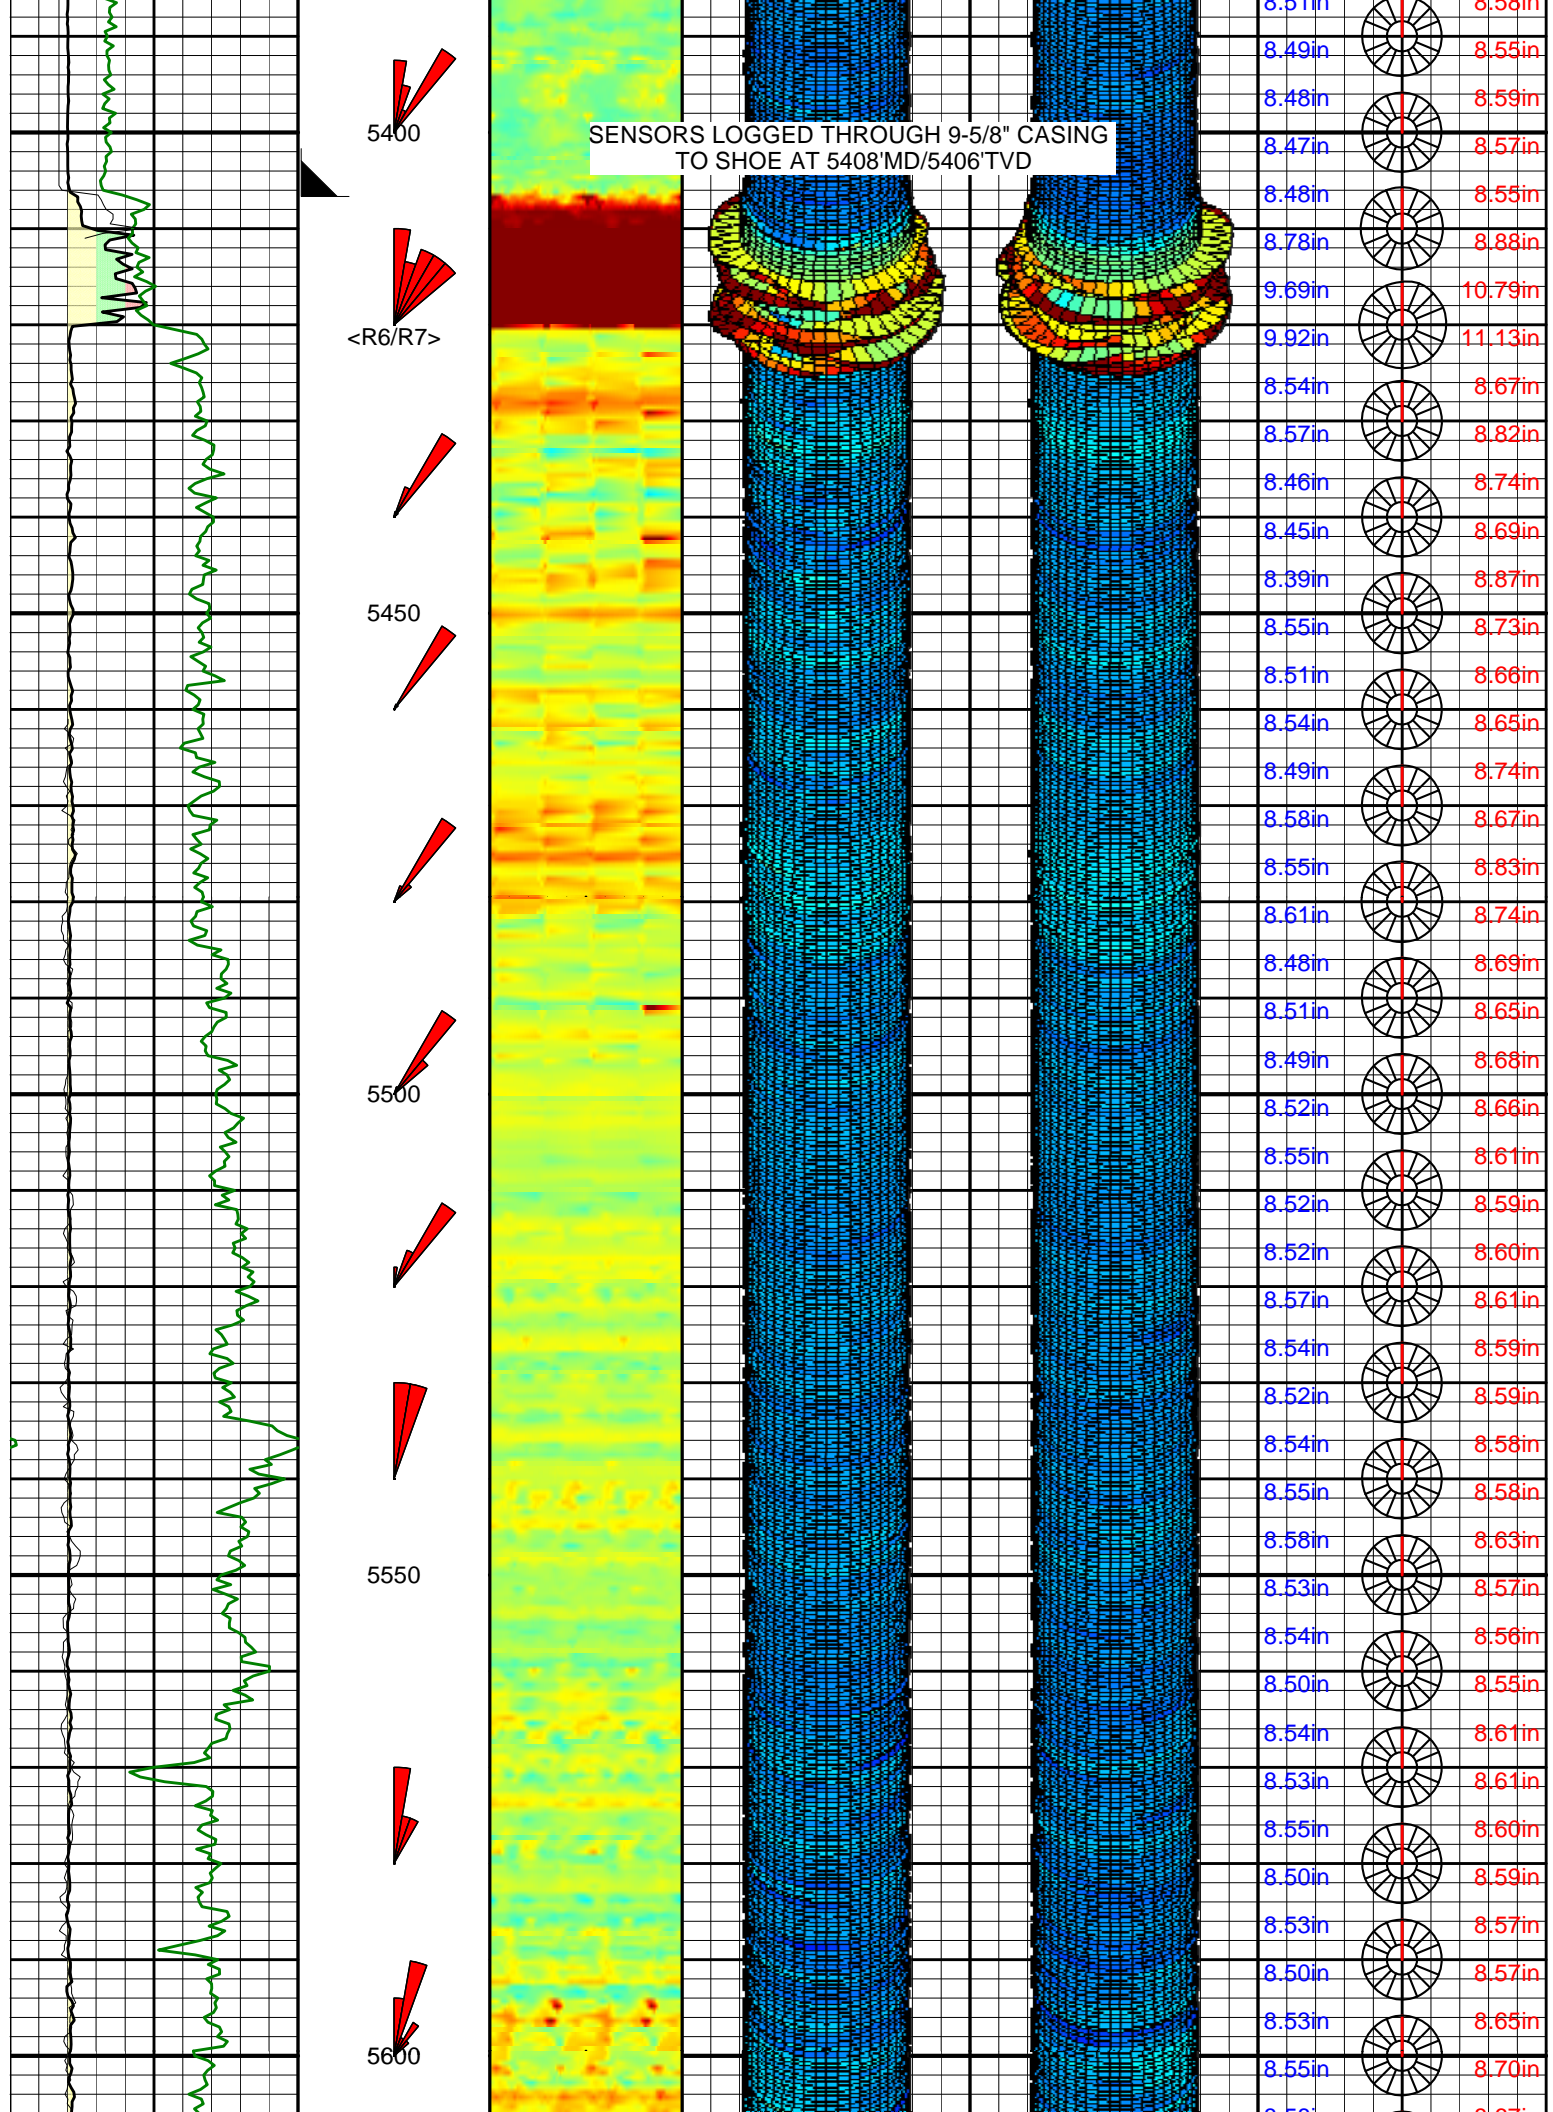 8.51in 8.58in
8.49in 8.55in
8.48in 8.59in
5400
SENSORS LOGGED THROUGH 9-5/8" CASING
TO SHOE AT 5408'MD/5406'TVD
8.47in 8.57in
8.48in 8.55in
8.78in 8.88in
9.69in 10.79in
<R6/R7>
9.92in 11.13in
8.54in 8.67in
8.57in 8.82in
8.46in 8.74in
8.45in 8.69in
8.39in 8.87in
5450
8.55in 8.73in
8.51in 8.66in
8.54in 8.65in
8.49in 8.74in
8.58in 8.67in
8.55in 8.83in
8.61in 8.74in
8.48in 8.69in
8.51in 8.65in
8.49in 8.68in
5500
8.52in 8.66in
8.55in 8.61in
8.52in 8.59in
8.52in 8.60in
8.57in 8.61in
8.54in 8.59in
8.52in 8.59in
8.54in 8.58in
8.55in 8.58in
8.58in 8.63in
5550
8.53in 8.57in
8.54in 8.56in
8.50in 8.55in
8.54in 8.61in
8.53in 8.61in
8.55in 8.60in
8.50in 8.59in
8.53in 8.57in
8.50in 8.57in
8.53in 8.65in
5600
8.55in 8.70in